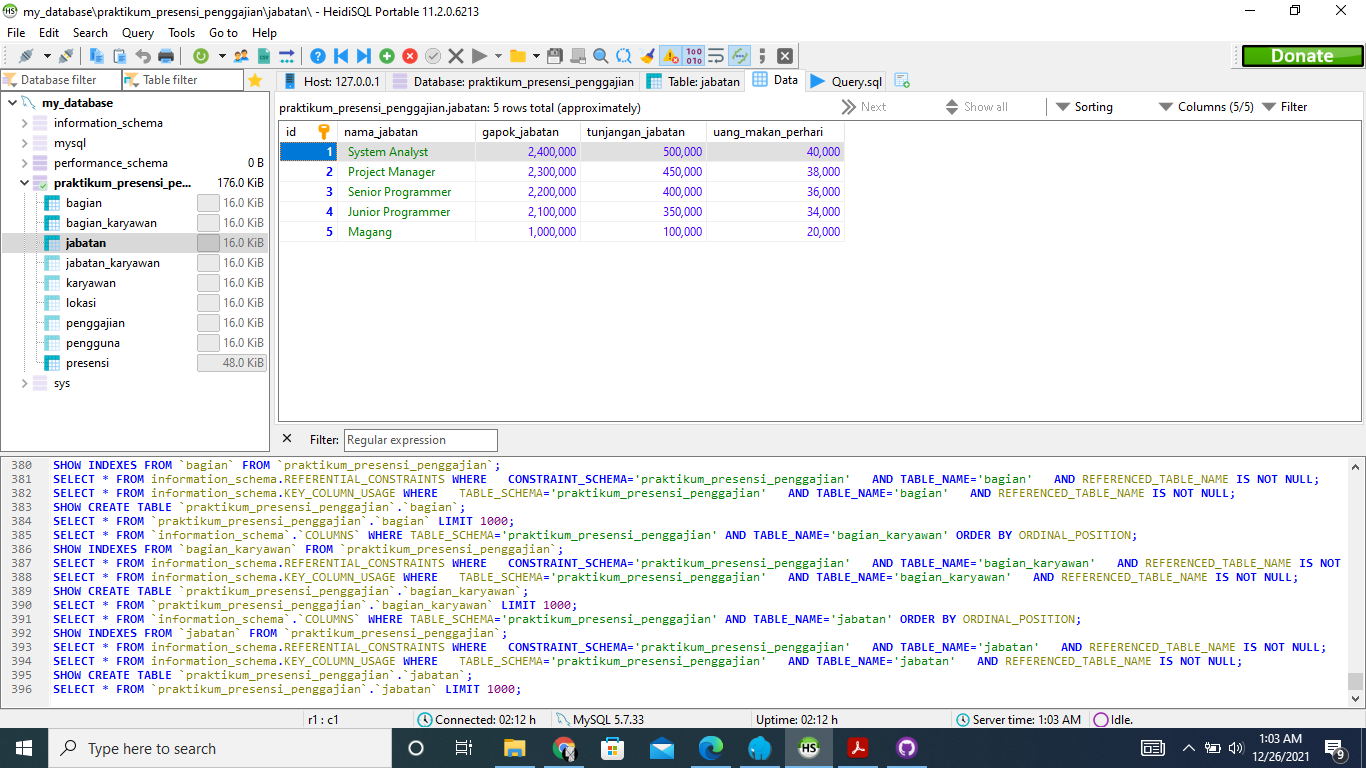 my_database\praktikum_presensi_penggajian\jabatan\ - HeidiSQL Portable 11.2.0.6213
File Edit Search Query Tools Go to Help
Donate
Database filter Table filter
Host: 127.0.0.1 Database: praktikum_presensi_penggajian Table: jabatan Data Query.sql
my_database
information_schema
mysql
performance_schema 0 B
praktikum_presensi_pe... 176.0 KiB
bagian 16.0 KiB
bagian_karyawan 16.0 KiB
jabatan 16.0 KiB
jabatan_karyawan 16.0 KiB
karyawan 16.0 KiB
lokasi 16.0 KiB
penggajian 16.0 KiB
pengguna 16.0 KiB
presensi 48.0 KiB
sys
praktikum_presensi_penggajian.jabatan: 5 rows total (approximately) Next Show all Sorting Columns (5/5) Filter
id nama_jabatan gapok_jabatan tunjangan_jabatan uang_makan_perhari
1 System Analyst 2,400,000 500,000 40,000
2 Project Manager 2,300,000 450,000 38,000
3 Senior Programmer 2,200,000 400,000 36,000
4 Junior Programmer 2,100,000 350,000 34,000
5 Magang 1,000,000 100,000 20,000
Filter: Regular expression
380 SHOW INDEXES FROM `bagian` FROM `praktikum_presensi_penggajian`;
381 SELECT * FROM information_schema.REFERENTIAL_CONSTRAINTS WHERE CONSTRAINT_SCHEMA='praktikum_presensi_penggajian' AND TABLE_NAME='bagian' AND REFERENCED_TABLE_NAME IS NOT NULL;
382 SELECT * FROM information_schema.KEY_COLUMN_USAGE WHERE TABLE_SCHEMA='praktikum_presensi_penggajian' AND TABLE_NAME='bagian' AND REFERENCED_TABLE_NAME IS NOT NULL;
383 SHOW CREATE TABLE `praktikum_presensi_penggajian`.`bagian`;
384 SELECT * FROM `praktikum_presensi_penggajian`.`bagian` LIMIT 1000;
385 SELECT * FROM `information_schema`.`COLUMNS` WHERE TABLE_SCHEMA='praktikum_presensi_penggajian' AND TABLE_NAME='bagian_karyawan' ORDER BY ORDINAL_POSITION;
386 SHOW INDEXES FROM `bagian_karyawan` FROM `praktikum_presensi_penggajian`;
387 SELECT * FROM information_schema.REFERENTIAL_CONSTRAINTS WHERE CONSTRAINT_SCHEMA='praktikum_presensi_penggajian' AND TABLE_NAME='bagian_karyawan' AND REFERENCED_TABLE_NAME IS NOT
388 SELECT * FROM information_schema.KEY_COLUMN_USAGE WHERE TABLE_SCHEMA='praktikum_presensi_penggajian' AND TABLE_NAME='bagian_karyawan' AND REFERENCED_TABLE_NAME IS NOT NULL;
389 SHOW CREATE TABLE `praktikum_presensi_penggajian`.`bagian_karyawan`;
390 SELECT * FROM `praktikum_presensi_penggajian`.`bagian_karyawan` LIMIT 1000;
391 SELECT * FROM `information_schema`.`COLUMNS` WHERE TABLE_SCHEMA='praktikum_presensi_penggajian' AND TABLE_NAME='jabatan' ORDER BY ORDINAL_POSITION;
392 SHOW INDEXES FROM `jabatan` FROM `praktikum_presensi_penggajian`;
393 SELECT * FROM information_schema.REFERENTIAL_CONSTRAINTS WHERE CONSTRAINT_SCHEMA='praktikum_presensi_penggajian' AND TABLE_NAME='jabatan' AND REFERENCED_TABLE_NAME IS NOT NULL;
394 SELECT * FROM information_schema.KEY_COLUMN_USAGE WHERE TABLE_SCHEMA='praktikum_presensi_penggajian' AND TABLE_NAME='jabatan' AND REFERENCED_TABLE_NAME IS NOT NULL;
395 SHOW CREATE TABLE `praktikum_presensi_penggajian`.`jabatan`;
396 SELECT * FROM `praktikum_presensi_penggajian`.`jabatan` LIMIT 1000;
r1 : c1 Connected: 02:12 h MySQL 5.7.33 Uptime: 02:12 h Server time: 1:03 AM Idle.
Type here to search
HS
1:03 AM
12/26/2021
9